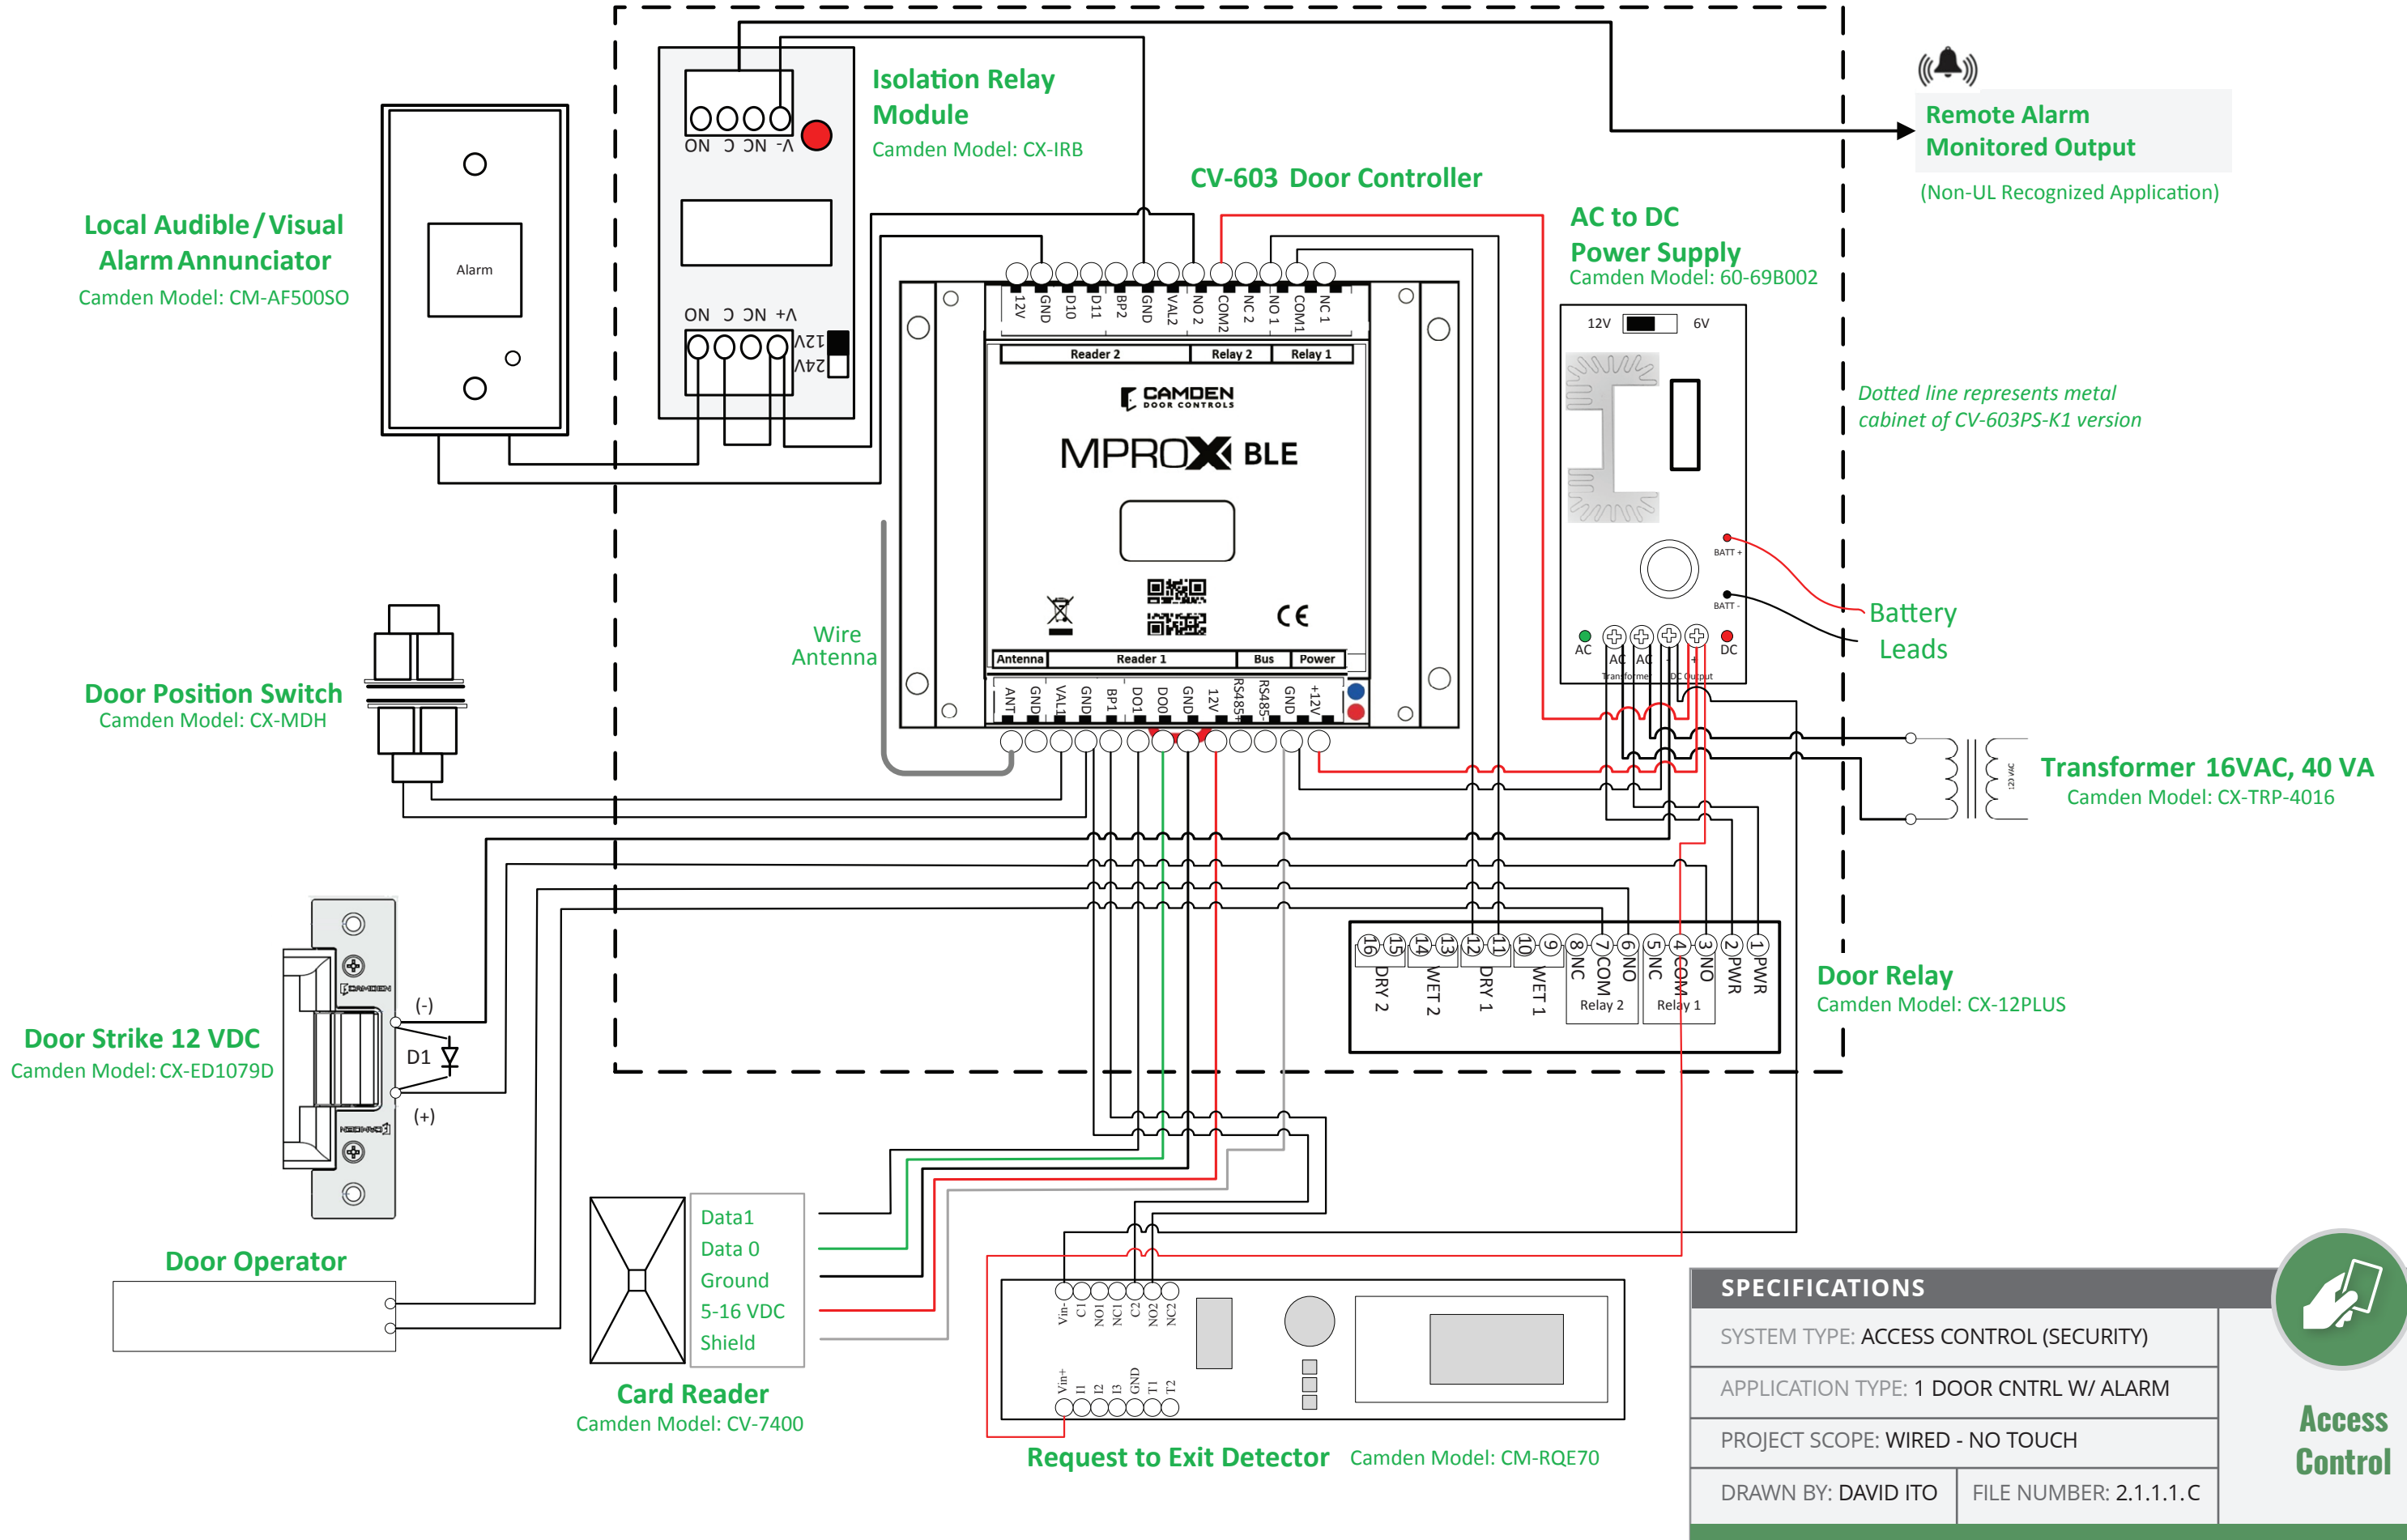 Isolation Relay
Module
Camden Model: CX-IRB
NO C NC V-
NO C NC V+
12V
24V
Remote Alarm
Monitored Output
(Non-UL Recognized Application)
Local Audible/Visual
Alarm Annunciator
Camden Model: CM-AF500SO
Alarm
CV-603 Door Controller
12V GND D10 D11 BP2 GND VAL2 NO 2 COM2 NC 2 NO 1 COM1 NC 1
Reader 2 Relay 2 Relay 1
CAMDEN
DOOR CONTROLS
MPROX BLE
CE
Antenna Reader 1 Bus Power
ANT GND VAL1 GND BP1 DO1 DO0 GND 12V RS485+ RS485- GND +12V
Wire
Antenna
AC to DC
Power Supply
Camden Model: 60-69B002
12V 6V
BATT +
BATT -
AC AC AC - + DC
Transformer DC Output
Dotted line represents metal
cabinet of CV-603PS-K1 version
Battery
Leads
Door Position Switch
Camden Model: CX-MDH
Transformer 16VAC, 40 VA
Camden Model: CX-TRP-4016
Door Strike 12 VDC
Camden Model: CX-ED1079D
CAMDEN
CAMDEN
(-)
D1
(+)
16 15 14 13 12 11 10 9 8 7 6 5 4 3 2 1
DRY 2 WET 2 DRY 1 WET 1 NC COM NO NC COM NO PWR PWR
Relay 2 Relay 1
Door Relay
Camden Model: CX-12PLUS
Door Operator
Data1
Data 0
Ground
5-16 VDC
Shield
Card Reader
Camden Model: CV-7400
Vin- C1 NO1 NC1 C2 NO2 NC2
Vin+ I1 I2 I3 GND T1 T2
Request to Exit Detector Camden Model: CM-RQE70
SPECIFICATIONS
SYSTEM TYPE: ACCESS CONTROL (SECURITY)
APPLICATION TYPE: 1 DOOR CNTRL W/ ALARM
PROJECT SCOPE: WIRED - NO TOUCH
DRAWN BY: DAVID ITO FILE NUMBER: 2.1.1.1.C
Access
Control